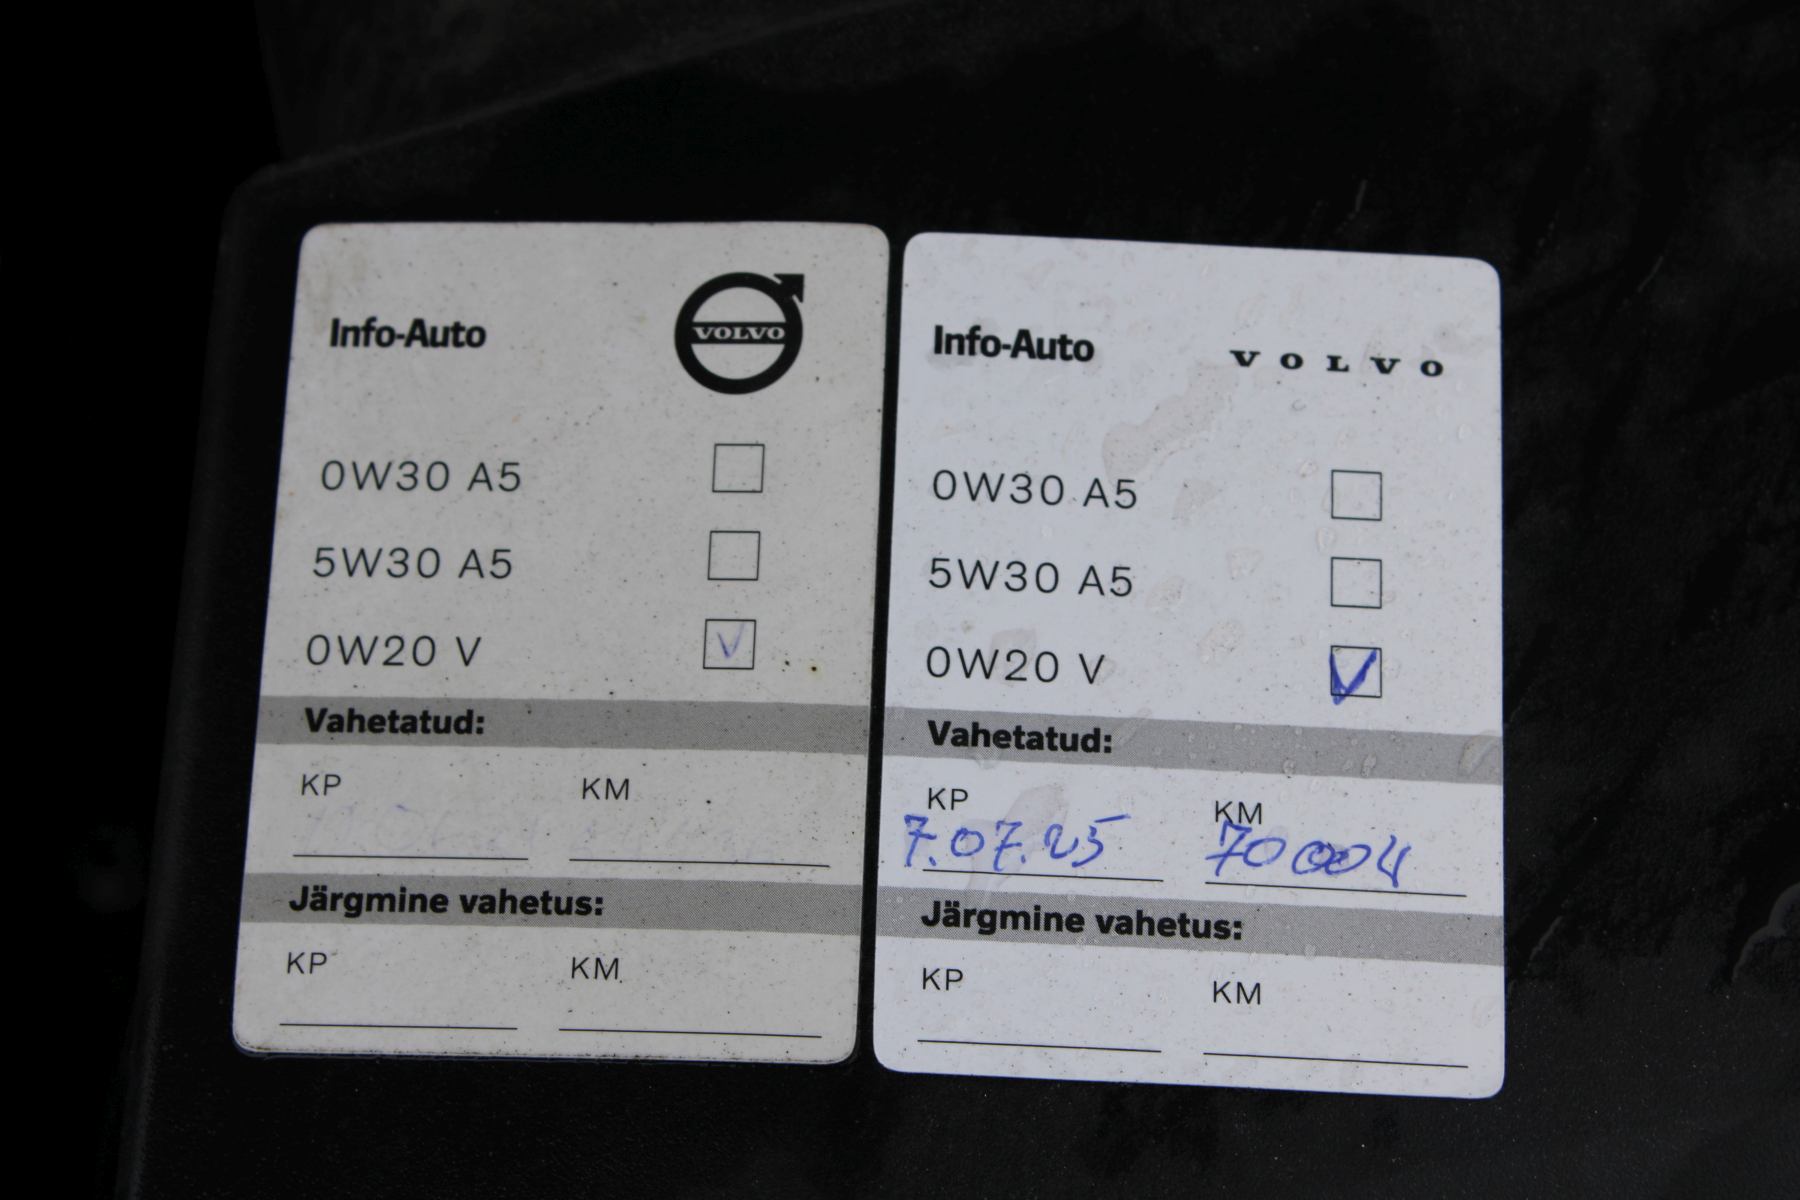 Info-Auto
VOLVO
0W30 A5
5W30 A5
0W20 V
V
Vahetatud:
KP
KM
Järgmine vahetus:
KP
KM
Info-Auto
VOLVO
0W30 A5
5W30 A5
0W20 V
V
Vahetatud:
KP
KM
7.07.25
70004
Järgmine vahetus:
KP
KM